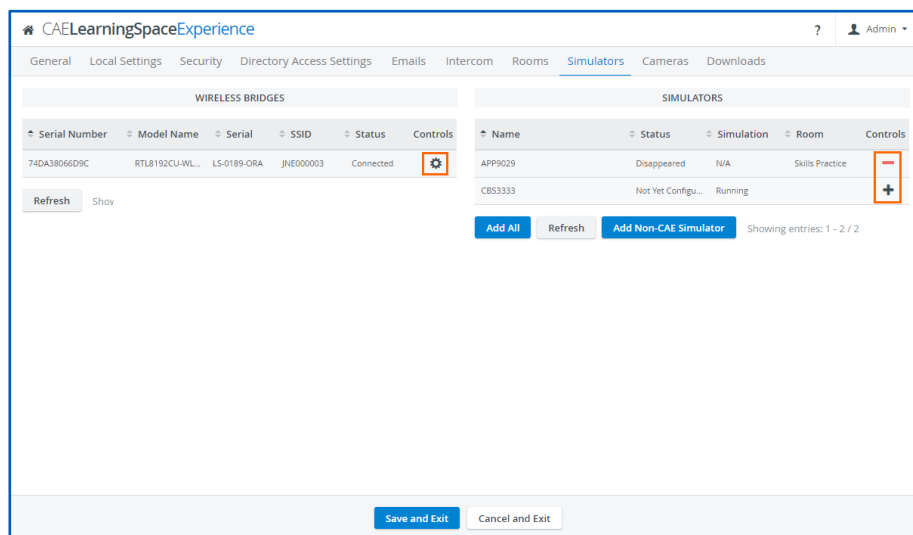 CAELearningSpaceExperience
? Admin
General Local Settings Security Directory Access Settings Emails Intercom Rooms Simulators Cameras Downloads
WIRELESS BRIDGES
Serial Number Model Name Serial SSID Status Controls
74DA38066D9C RTL8192CU-WL... LS-0189-ORA JNE000003 Connected
Refresh Shov
SIMULATORS
Name Status Simulation Room Controls
APP9029 Disappeared N/A Skills Practice
CBS3333 Not Yet Configu... Running
Add All Refresh Add Non-CAE Simulator Showing entries: 1 - 2 / 2
Save and Exit Cancel and Exit